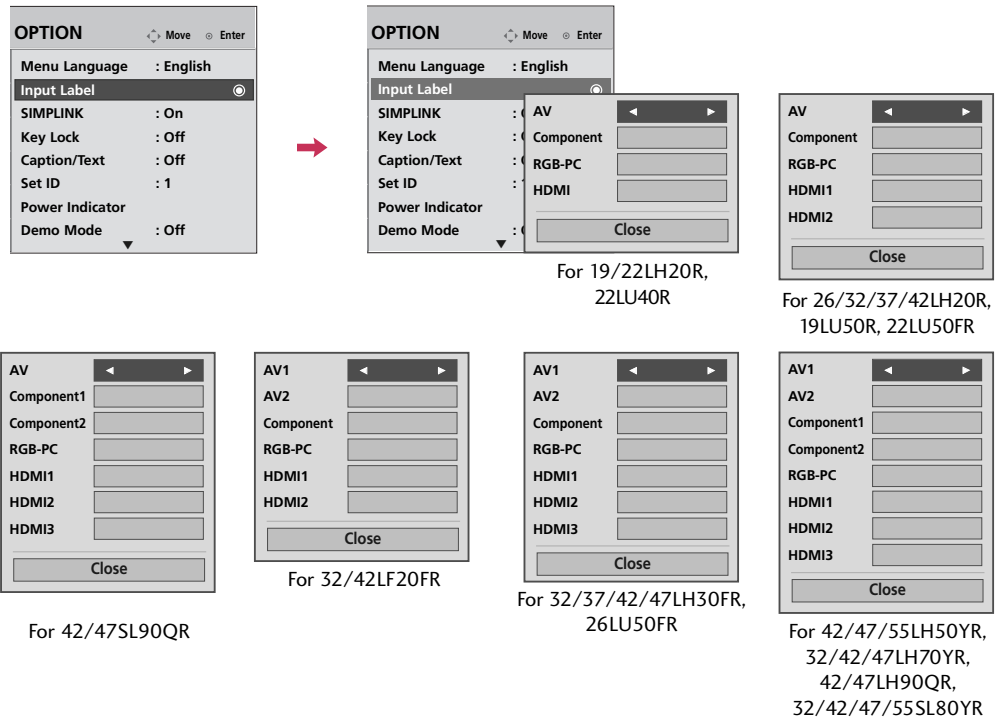 OPTION Move Enter
Menu Language : English
Input Label
SIMPLINK : On
Key Lock : Off
Caption/Text : Off
Set ID : 1
Power Indicator
Demo Mode : Off
OPTION Move Enter
Menu Language : English
Input Label
SIMPLINK :
Key Lock :
Caption/Text :
Set ID :
Power Indicator
Demo Mode :
AV
Component
RGB-PC
HDMI
Close
For 19/22LH20R,
22LU40R
AV
Component
RGB-PC
HDMI1
HDMI2
Close
For 26/32/37/42LH20R,
19LU50R, 22LU50FR
AV
Component1
Component2
RGB-PC
HDMI1
HDMI2
HDMI3
Close
For 42/47SL90QR
AV1
AV2
Component
RGB-PC
HDMI1
HDMI2
Close
For 32/42LF20FR
AV1
AV2
Component
RGB-PC
HDMI1
HDMI2
HDMI3
Close
For 32/37/42/47LH30FR,
26LU50FR
AV1
AV2
Component1
Component2
RGB-PC
HDMI1
HDMI2
HDMI3
Close
For 42/47/55LH50YR,
32/42/47LH70YR,
42/47LH90QR,
32/42/47/55SL80YR